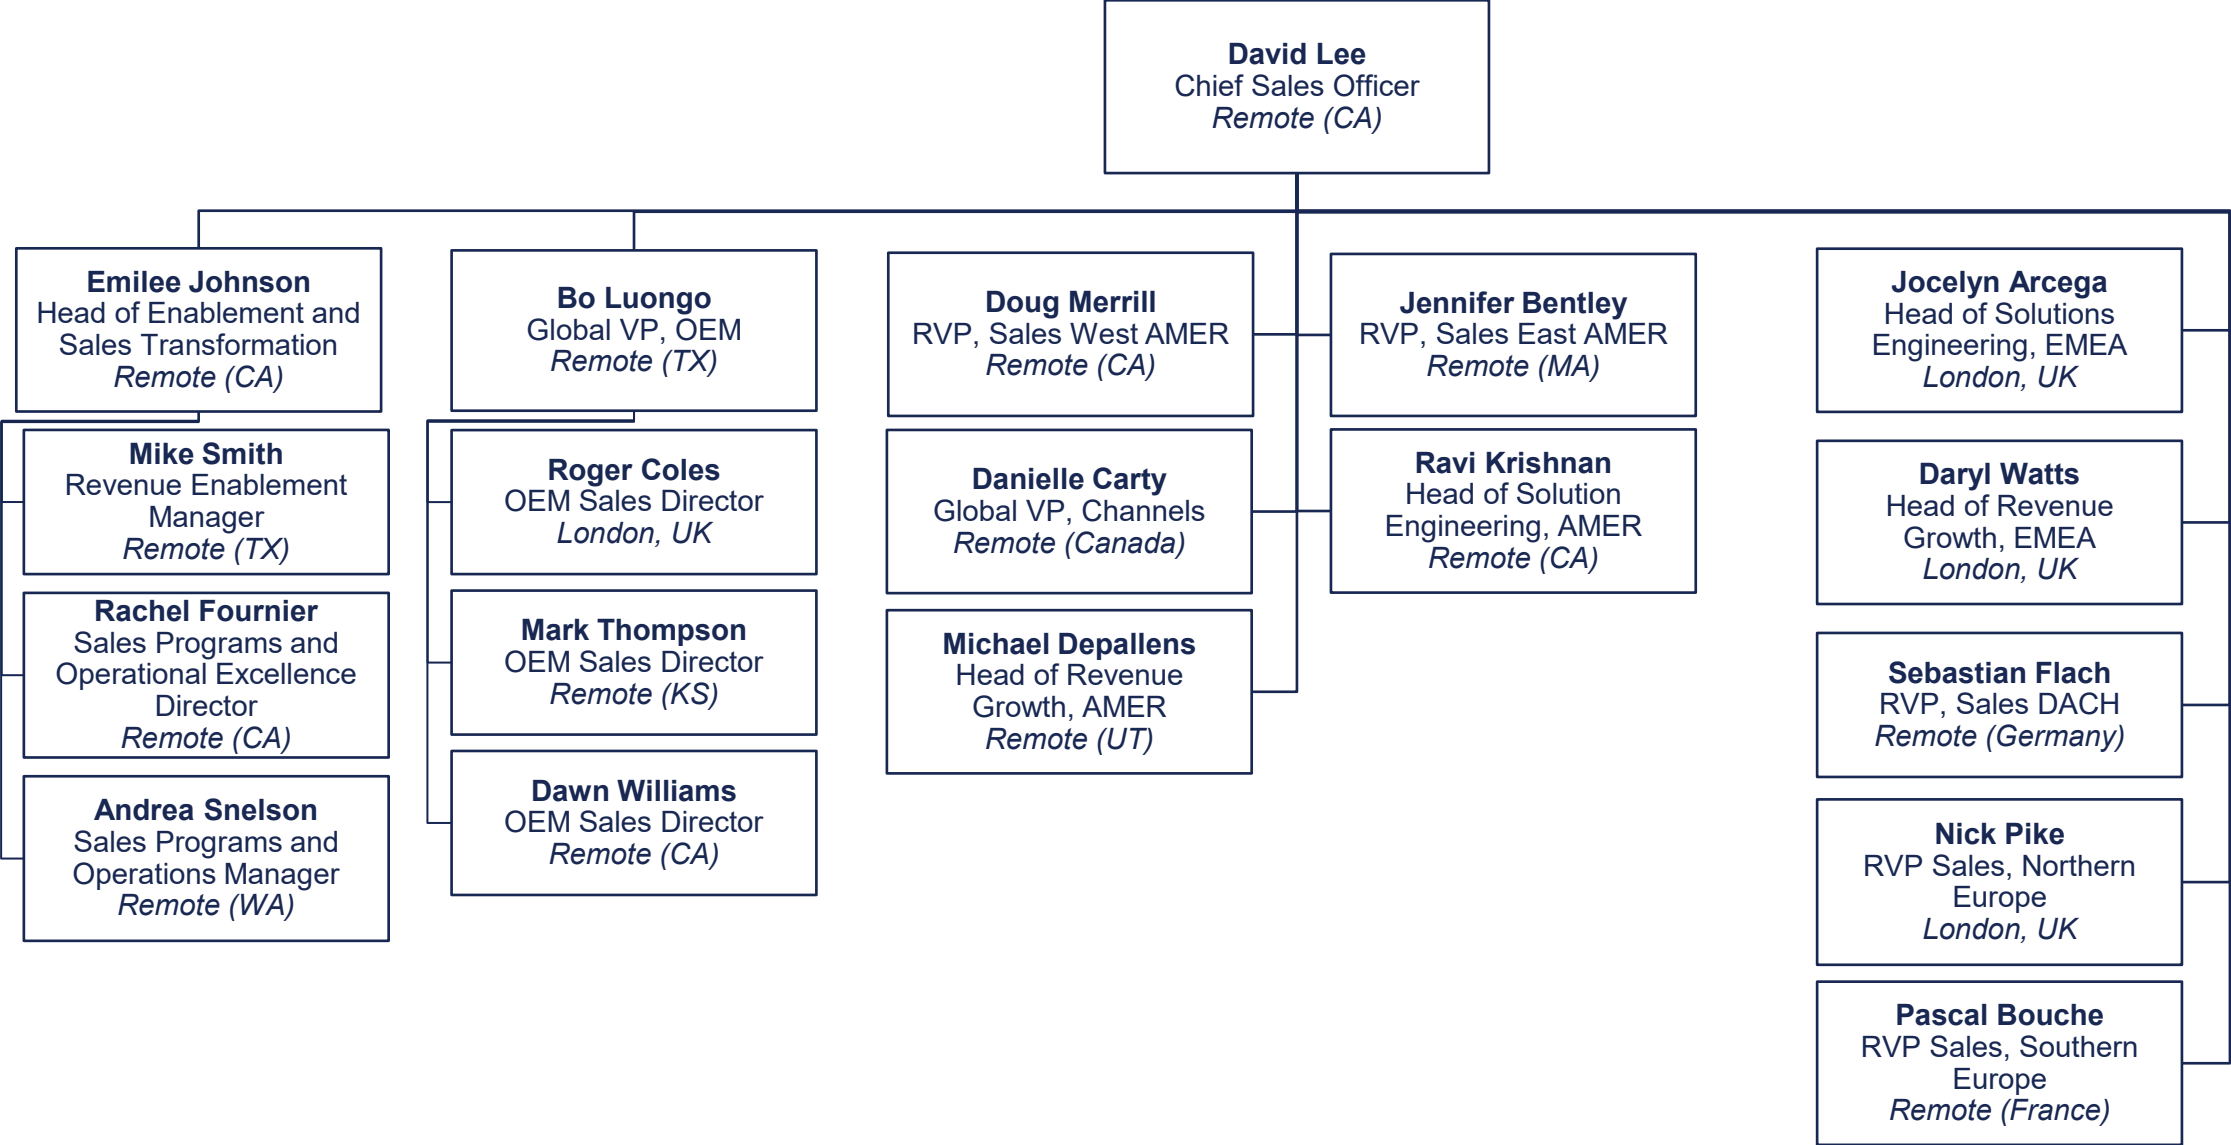 David Lee
Chief Sales Officer
Remote (CA)
Emilee Johnson
Head of Enablement and
Sales Transformation
Remote (CA)
Mike Smith
Revenue Enablement
Manager
Remote (TX)
Rachel Fournier
Sales Programs and
Operational Excellence
Director
Remote (CA)
Andrea Snelson
Sales Programs and
Operations Manager
Remote (WA)
Bo Luongo
Global VP, OEM
Remote (TX)
Roger Coles
OEM Sales Director
London, UK
Mark Thompson
OEM Sales Director
Remote (KS)
Dawn Williams
OEM Sales Director
Remote (CA)
Doug Merrill
RVP, Sales West AMER
Remote (CA)
Danielle Carty
Global VP, Channels
Remote (Canada)
Michael Depallens
Head of Revenue
Growth, AMER
Remote (UT)
Jennifer Bentley
RVP, Sales East AMER
Remote (MA)
Ravi Krishnan
Head of Solution
Engineering, AMER
Remote (CA)
Jocelyn Arcega
Head of Solutions
Engineering, EMEA
London, UK
Daryl Watts
Head of Revenue
Growth, EMEA
London, UK
Sebastian Flach
RVP, Sales DACH
Remote (Germany)
Nick Pike
RVP Sales, Northern
Europe
London, UK
Pascal Bouche
RVP Sales, Southern
Europe
Remote (France)